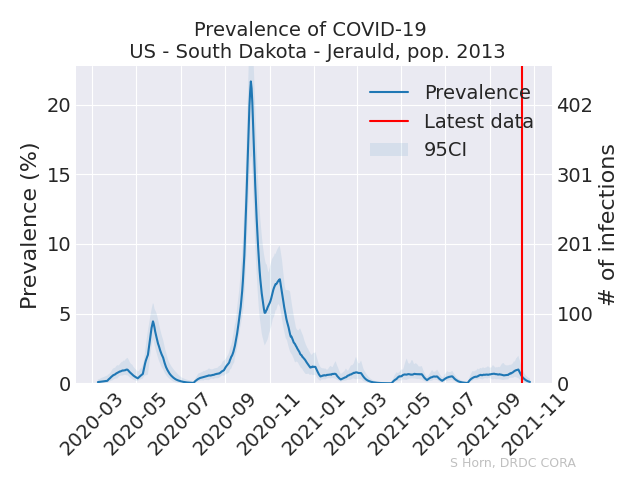 Prevalence of COVID-19
US - South Dakota - Jerauld, pop. 2013
Prevalence
Latest data
95CI
Prevalence (%)
20
15
10
5
0
402
301
201
100
0
# of infections
2020-03
2020-05
2020-07
2020-09
2020-11
2021-01
2021-03
2021-05
2021-07
2021-09
2021-11
S Horn, DRDC CORA